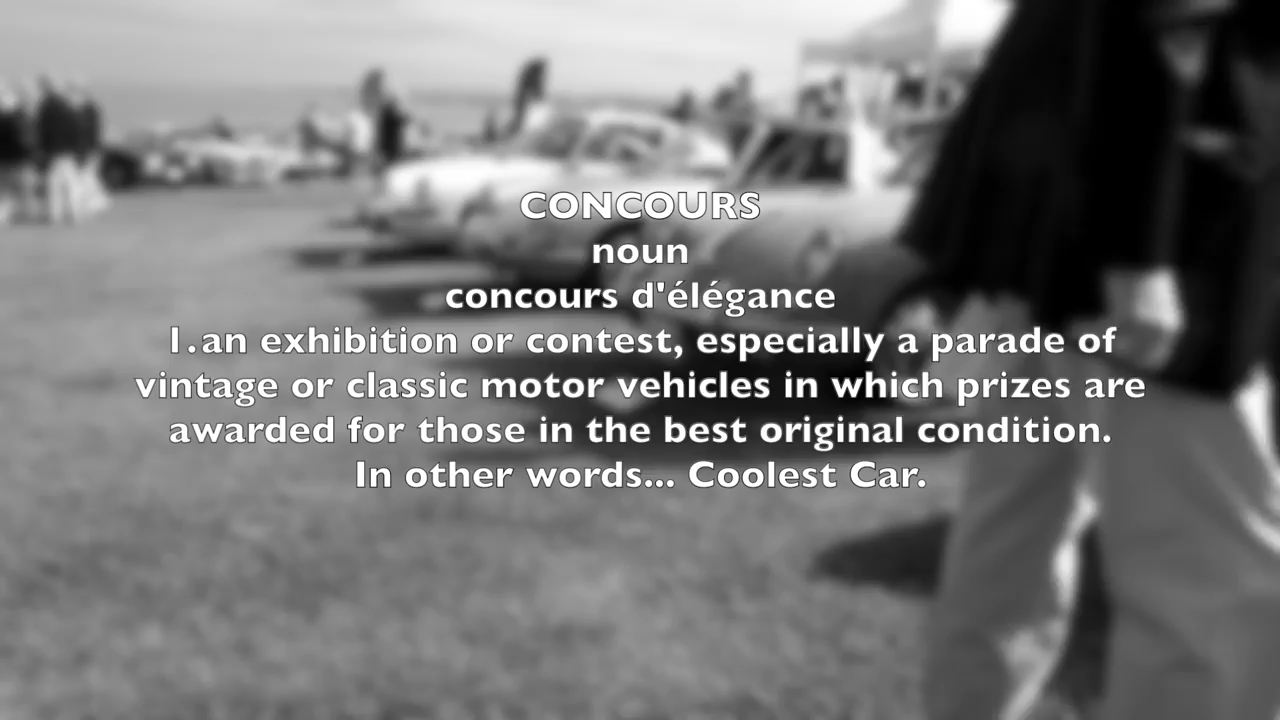 CONCOURS
noun
concours d'élégance
1.an exhibition or contest, especially a parade of
vintage or classic motor vehicles in which prizes are
awarded for those in the best original condition.
In other words... Coolest Car.